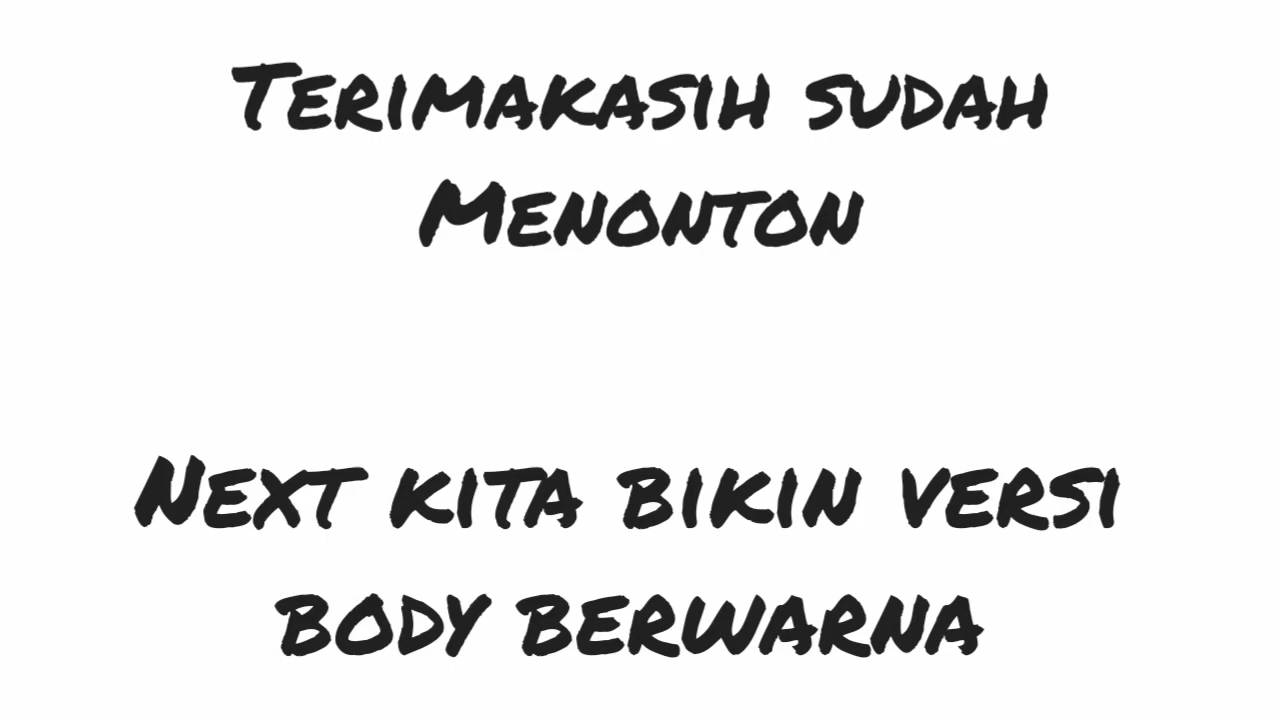 Terimakasih sudah
Menonton
Next kita bikin versi
body berwarna